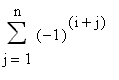 n
∑ (−1)^(i + j)
j = 1